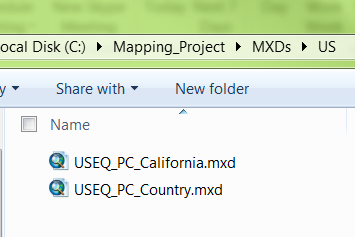 ocal Disk (C:) ▶ Mapping_Project ▶ MXDs ▶ US
y Share with New folder
Name
USEQ_PC_California.mxd
USEQ_PC_Country.mxd